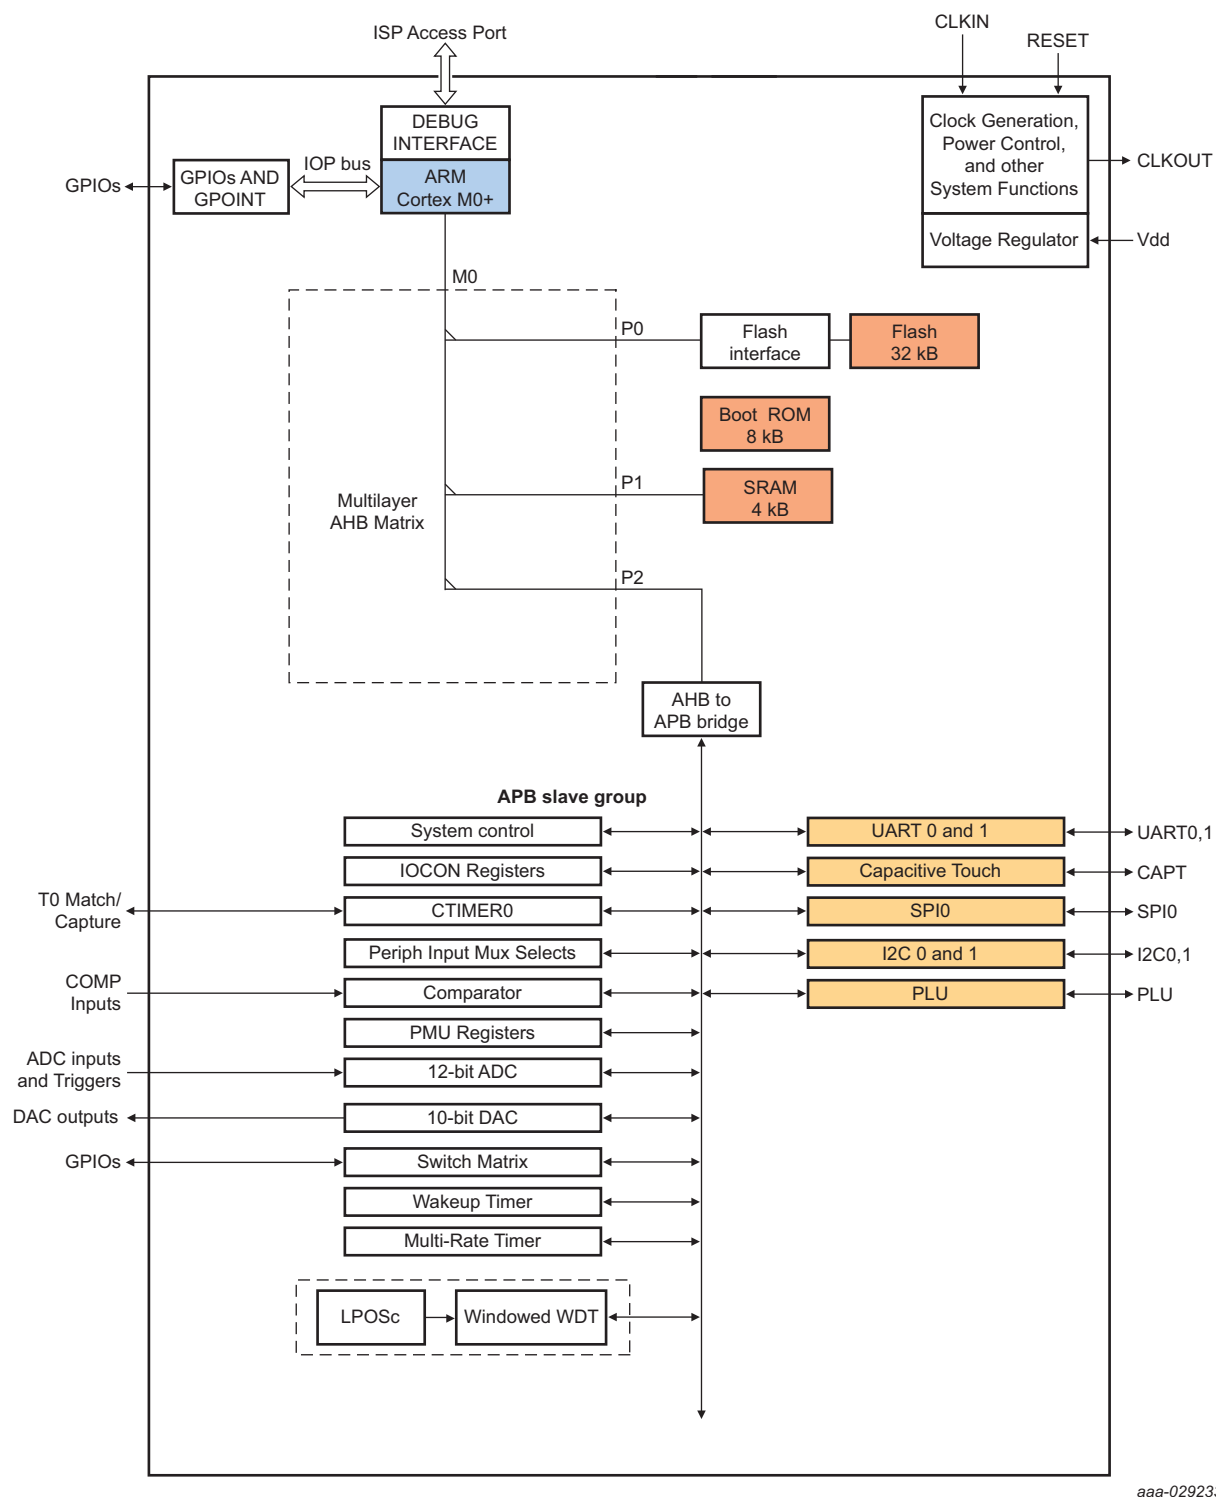 ISP Access Port
CLKIN
RESET
DEBUG
INTERFACE
ARM
Cortex M0+
IOP bus
GPIOs
GPIOs AND
GPOINT
Clock Generation,
Power Control,
and other
System Functions
CLKOUT
Voltage Regulator
Vdd
M0
P0
Flash
interface
Flash
32 kB
Boot ROM
8 kB
P1
SRAM
4 kB
Multilayer
AHB Matrix
P2
AHB to
APB bridge
APB slave group
System control
UART 0 and 1
UART0,1
IOCON Registers
Capacitive Touch
CAPT
T0 Match/
Capture
CTIMER0
SPI0
SPI0
Periph Input Mux Selects
I2C 0 and 1
I2C0,1
COMP
Inputs
Comparator
PLU
PLU
PMU Registers
ADC inputs
and Triggers
12-bit ADC
DAC outputs
10-bit DAC
GPIOs
Switch Matrix
Wakeup Timer
Multi-Rate Timer
LPOSc
Windowed WDT